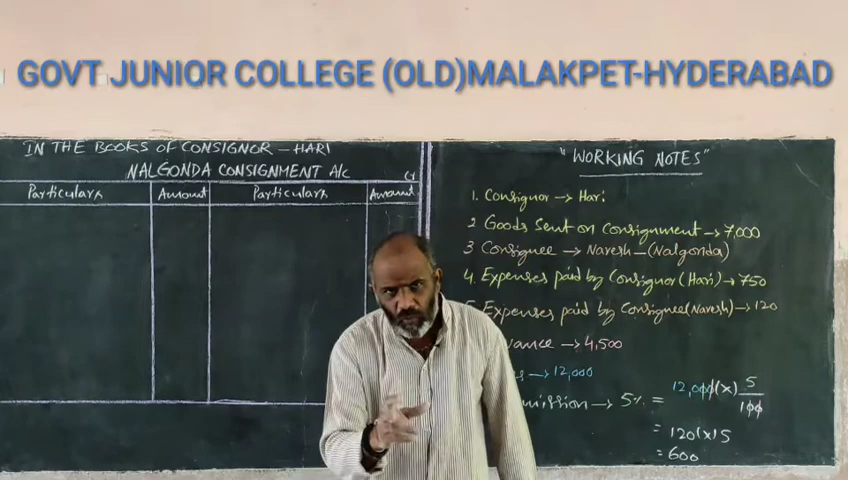 GOVT JUNIOR COLLEGE (OLD)MALAKPET-HYDERABAD
IN THE BOOKS OF CONSIGNOR - HARI
NALGONDA CONSIGNMENT A/c
Cr
Particulars Amount Particulars Amount
"WORKING NOTES"
1. Consignor → Hari
2 Goods Sent on Consignment → 7,000
3 Consignee → Naresh - (Nalgonda)
4. Expenses paid by Consignor (Hari) → 750
5. Expenses paid by Consignee (Naresh) → 120
→ 4,500
→ 12,000
→ 5% = 12,000 (x) 5/100
= 120 (x) 5
= 600